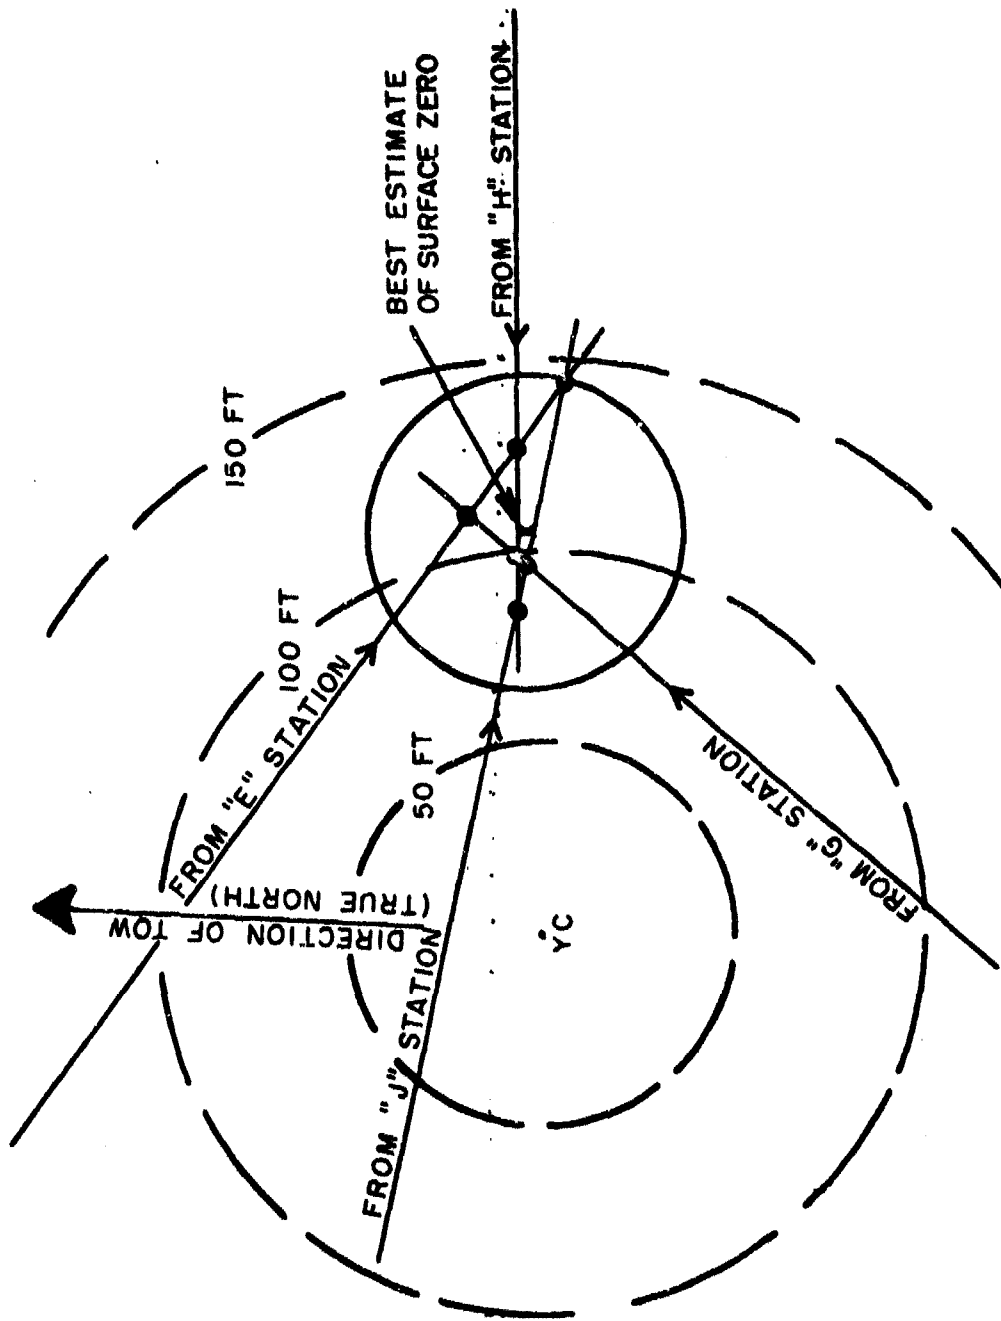 BEST ESTIMATE
OF SURFACE ZERO
FROM "H" STATION
150 FT
100 FT
50 FT
FROM "E" STATION
DIRECTION OF TOW
(TRUE NORTH)
FROM "J" STATION
FROM "G" STATION
YC